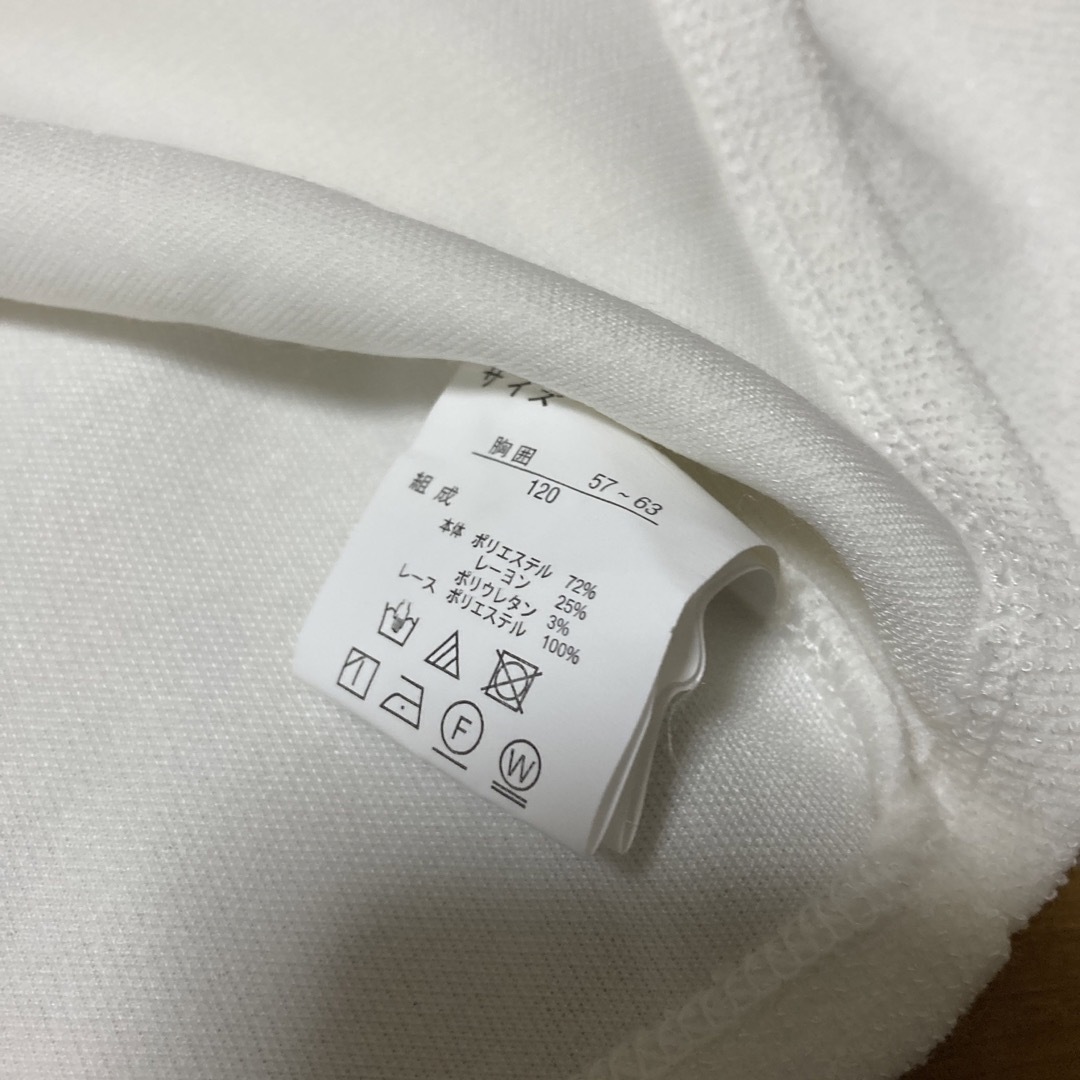 サイズ
胸囲 57~63
120
組成
本体 ポリエステル 72%
レーヨン 25%
ポリウレタン 3%
レース ポリエステル 100%
F
W